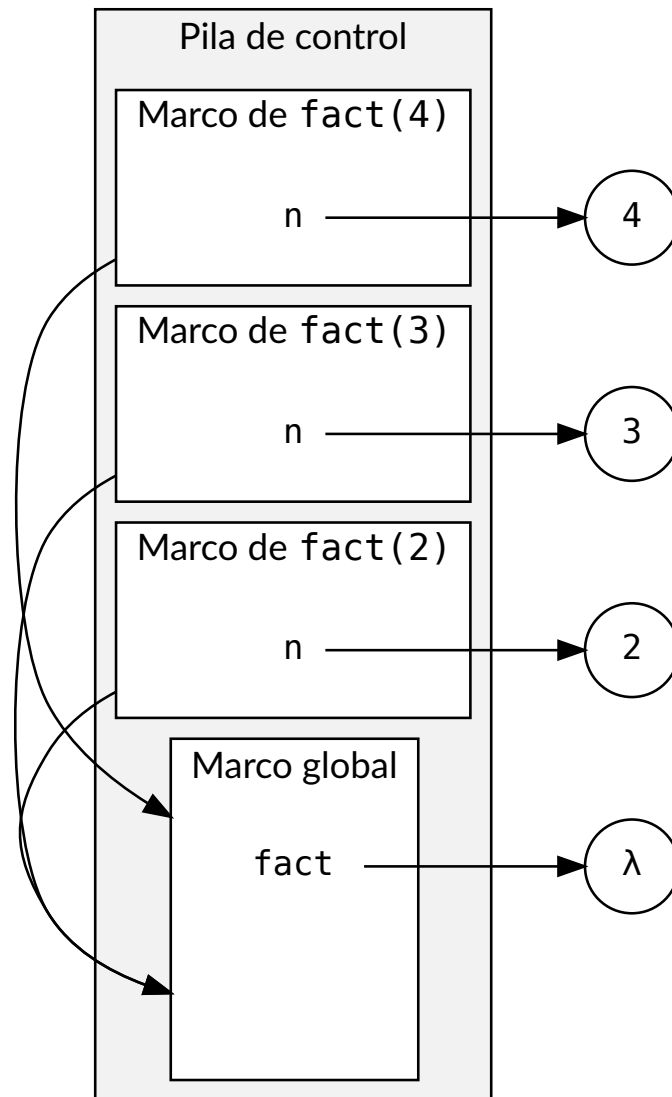 Pila de control
Marco de fact(4)
n 4
Marco de fact(3)
n 3
Marco de fact(2)
n 2
Marco global
fact λ